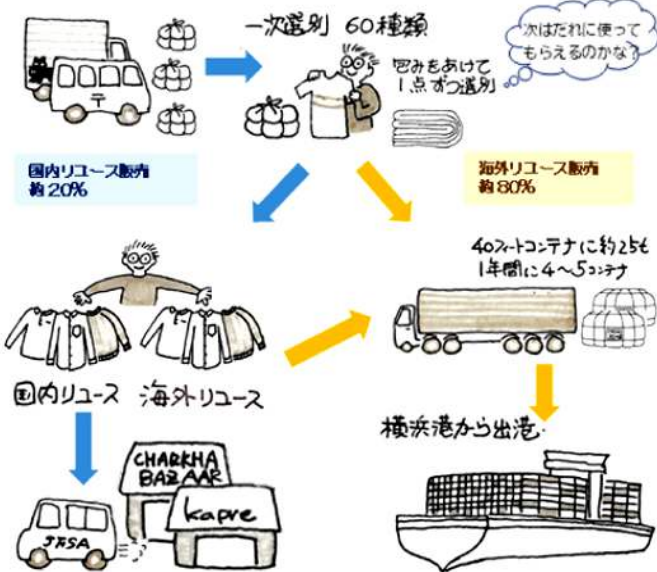 一次選別 60種類
次はだれに使って
もらえるのかな?
包みをあけて
1点ずつ選別
〒
国内リユース販売
約20%
海外リユース販売
約80%
40フィートコンテナに約25t
1年間に4～5コンテナ
国内リユース 海外リユース
横浜港から出港
CHARKHA
BAZAAR
kapre
JFSA